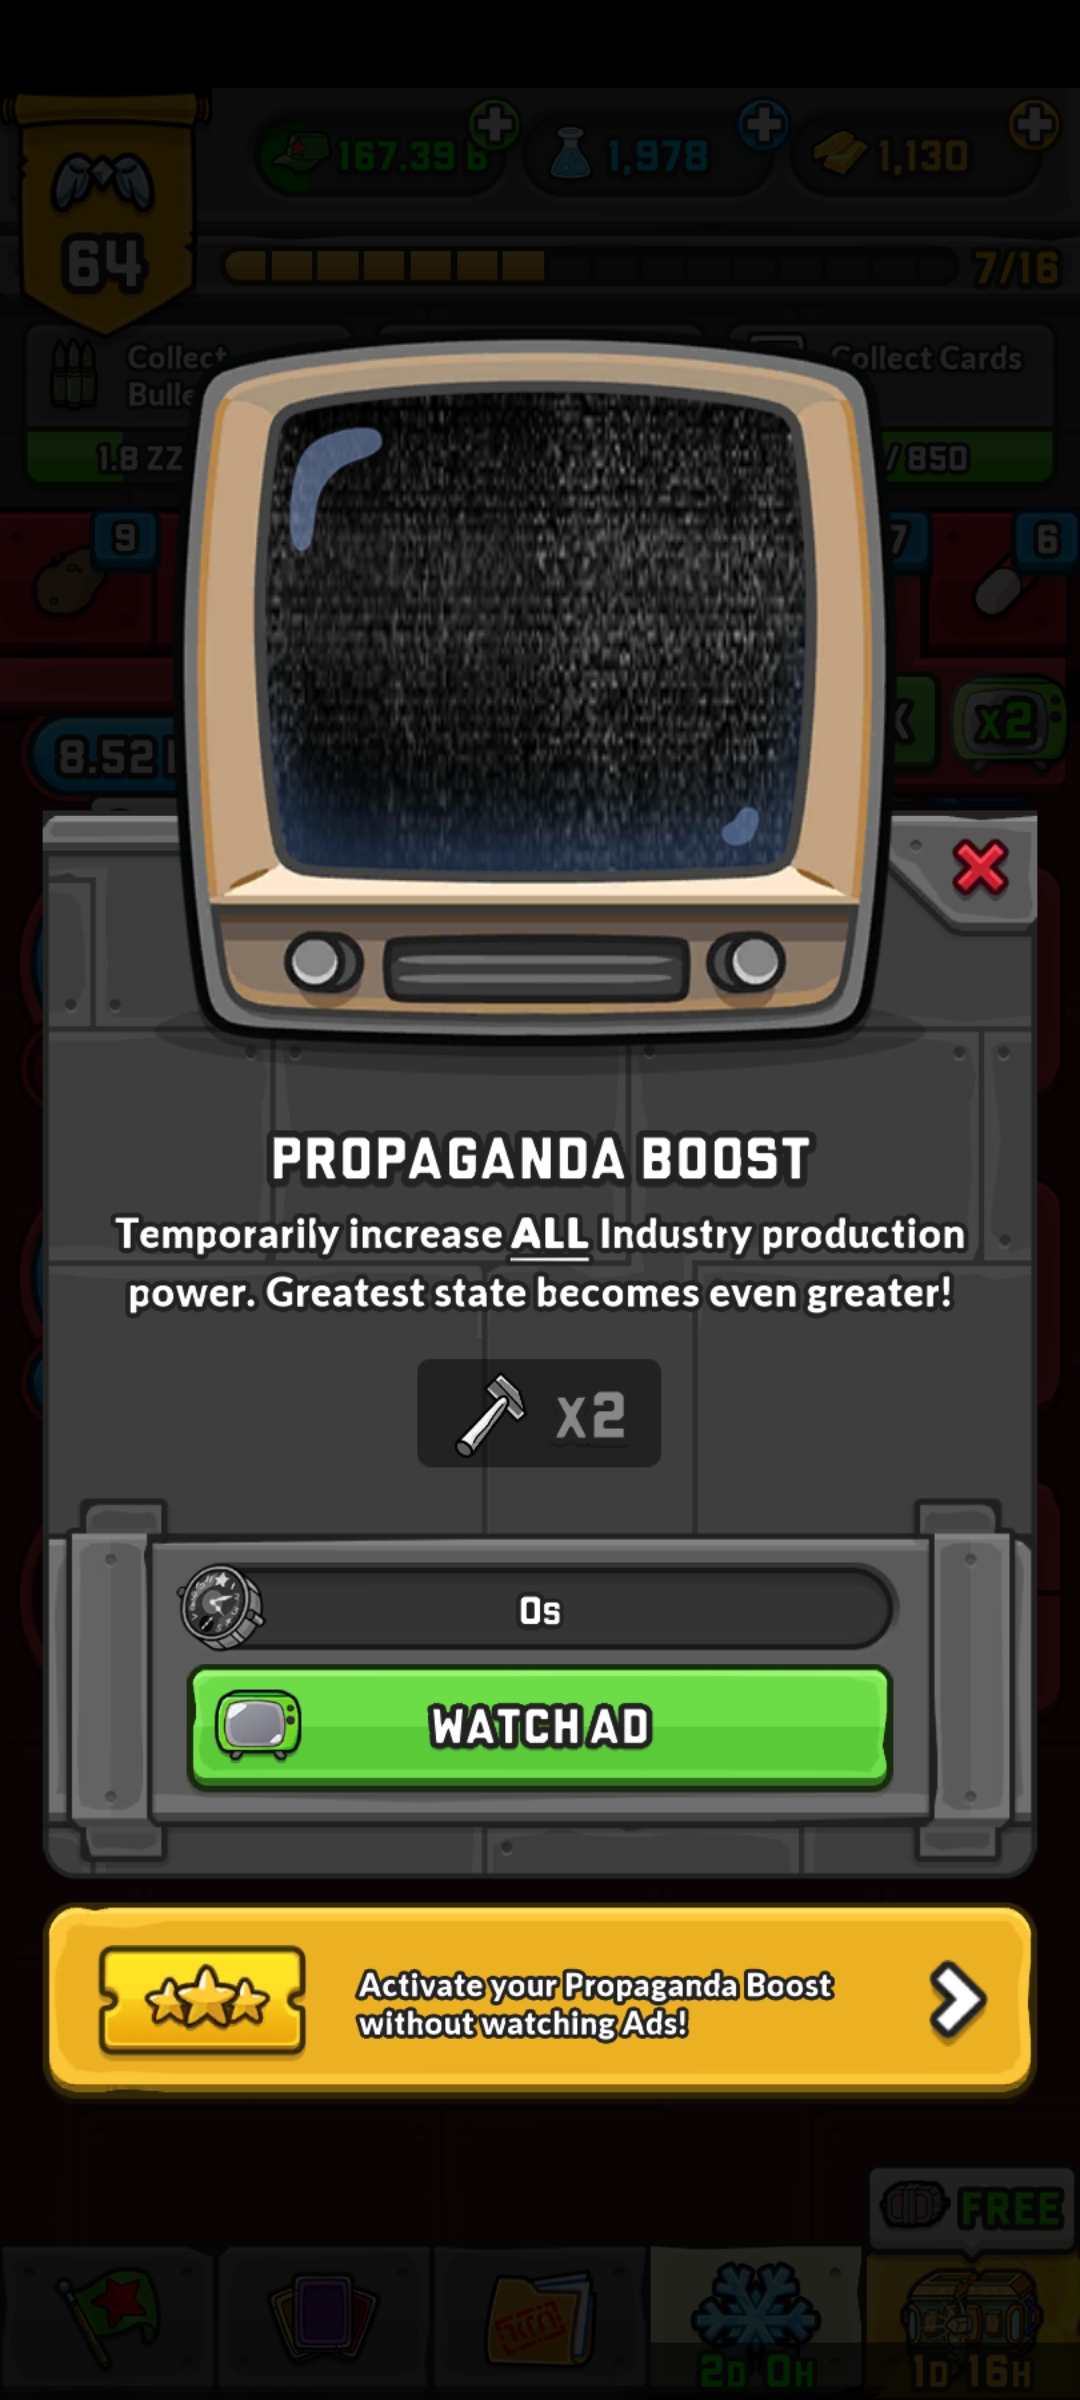 167.39 B
1,978
1,130
64
7/16
Collect
Collect Cards
1.8 ZZ
/850
9
7
6
8.52
x2
PROPAGANDA BOOST
Temporarily increase ALL Industry production
power. Greatest state becomes even greater!
x2
0s
WATCH AD
Activate your Propaganda Boost
without watching Ads!
FREE
2D 0H
1D 16H